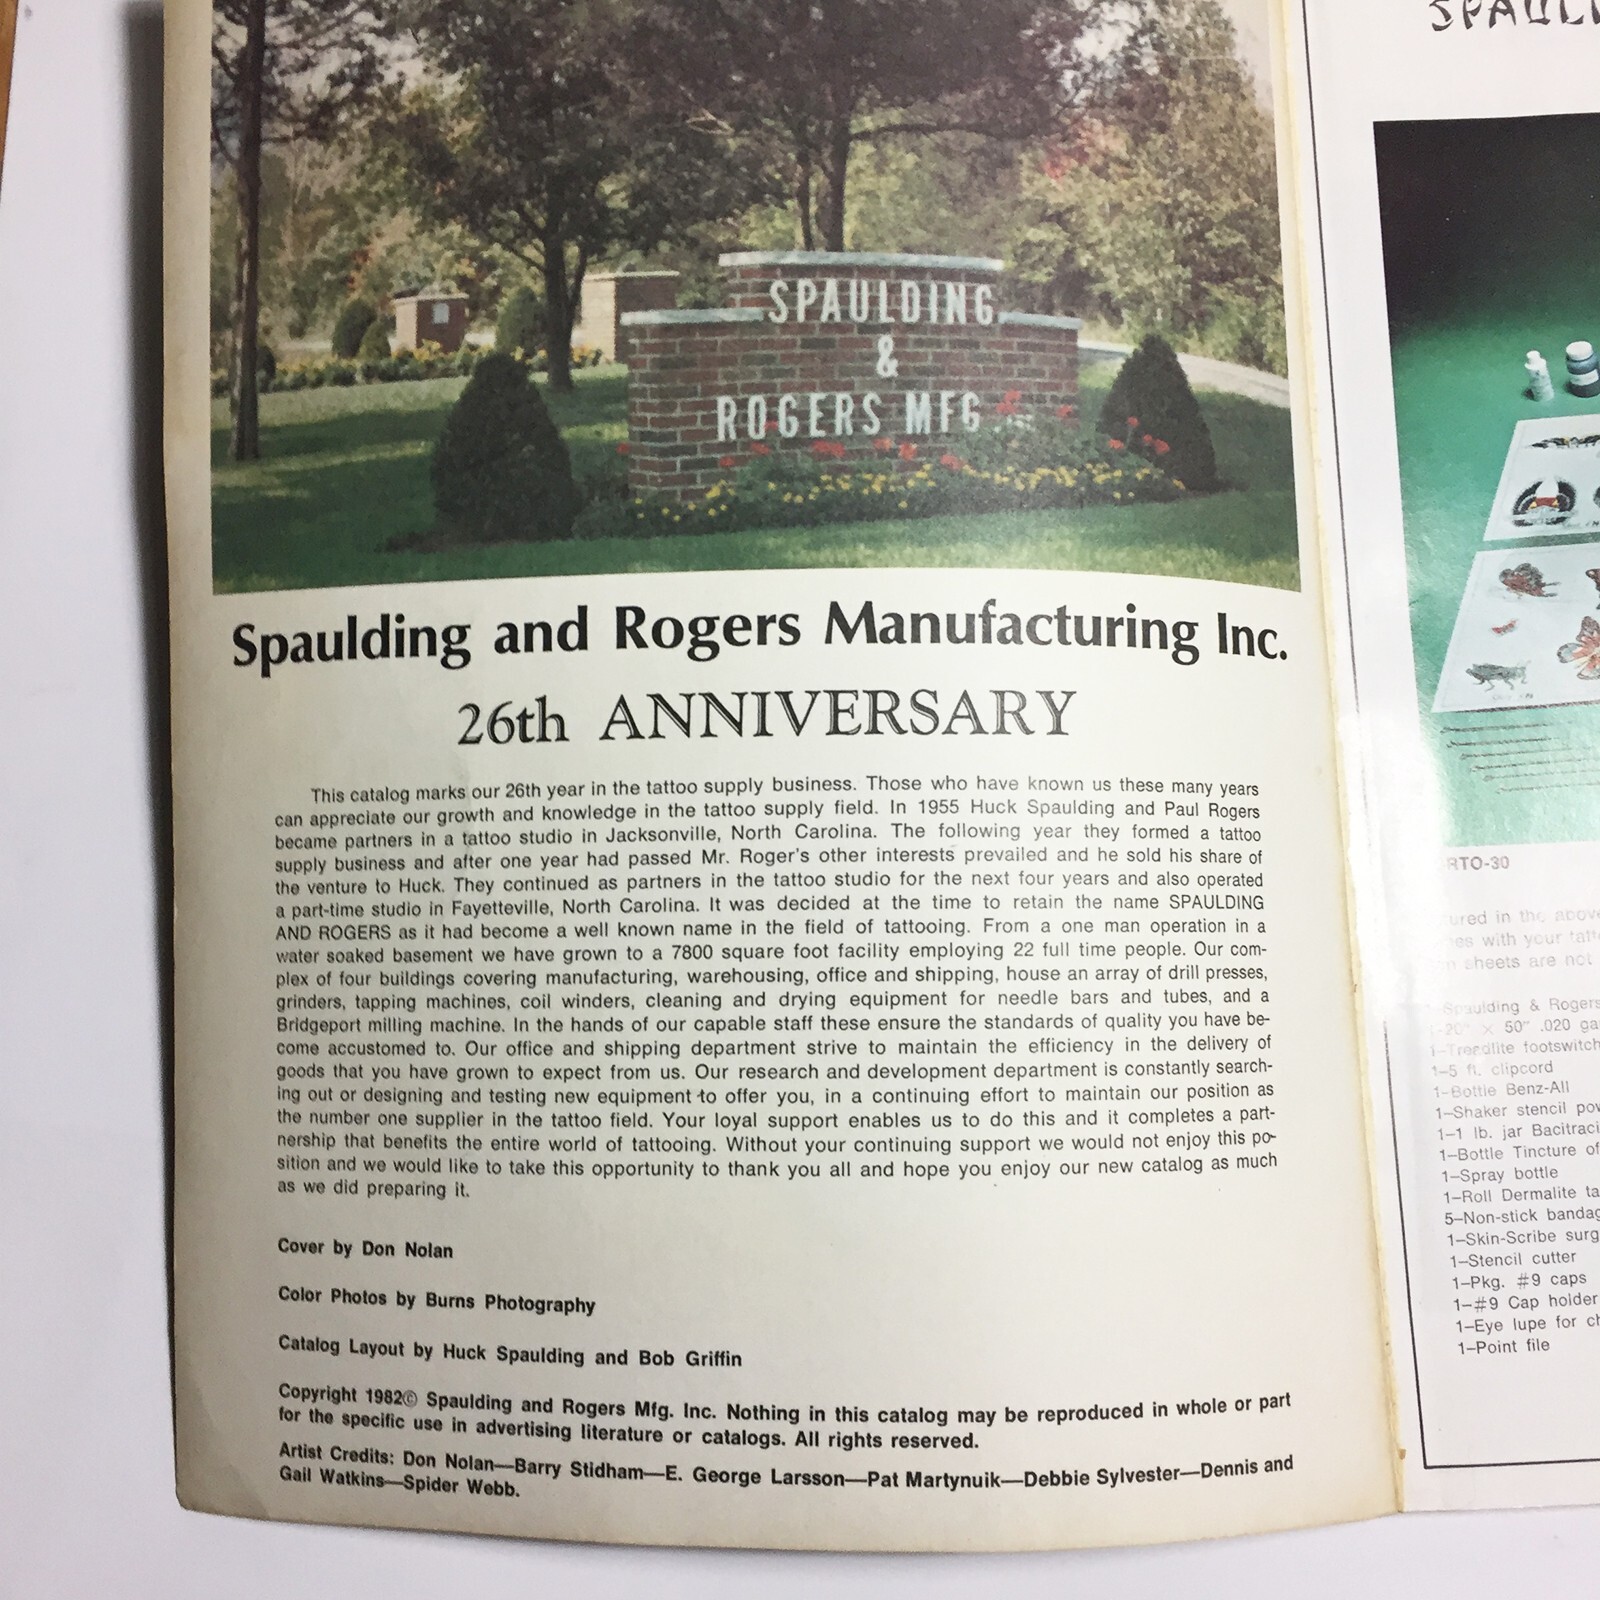 SPAULDING
&
ROGERS MFG.
Spaulding and Rogers Manufacturing Inc.
26th ANNIVERSARY
This catalog marks our 26th year in the tattoo supply business. Those who have known us these many years
can appreciate our growth and knowledge in the tattoo supply field. In 1955 Huck Spaulding and Paul Rogers
became partners in a tattoo studio in Jacksonville, North Carolina. The following year they formed a tattoo
supply business and after one year had passed Mr. Roger's other interests prevailed and he sold his share of
the venture to Huck. They continued as partners in the tattoo studio for the next four years and also operated
a part-time studio in Fayetteville, North Carolina. It was decided at the time to retain the name SPAULDING
AND ROGERS as it had become a well known name in the field of tattooing. From a one man operation in a
water soaked basement we have grown to a 7800 square foot facility employing 22 full time people. Our com-
plex of four buildings covering manufacturing, warehousing, office and shipping, house an array of drill presses,
grinders, tapping machines, coil winders, cleaning and drying equipment for needle bars and tubes, and a
Bridgeport milling machine. In the hands of our capable staff these ensure the standards of quality you have be-
come accustomed to. Our office and shipping department strive to maintain the efficiency in the delivery of
goods that you have grown to expect from us. Our research and development department is constantly search-
ing out or designing and testing new equipment to offer you, in a continuing effort to maintain our position as
the number one supplier in the tattoo field. Your loyal support enables us to do this and it completes a part-
nership that benefits the entire world of tattooing. Without your continuing support we would not enjoy this po-
sition and we would like to take this opportunity to thank you all and hope you enjoy our new catalog as much
as we did preparing it.
Cover by Don Nolan
Color Photos by Burns Photography
Catalog Layout by Huck Spaulding and Bob Griffin
Copyright 1982© Spaulding and Rogers Mfg. Inc. Nothing in this catalog may be reproduced in whole or part
for the specific use in advertising literature or catalogs. All rights reserved.
Artist Credits: Don Nolan—Barry Stidham—E. George Larsson—Pat Martynuik—Debbie Sylvester—Dennis and
Gail Watkins—Spider Webb.
RTO-30
in the
with your
sheets are not
Spaulding & Rogers
× 50" .020
1–Treadlite footswitch
1–5 ft. clipcord
1–Bottle Benz-All
1–Shaker stencil
1–1 lb. jar
1–Bottle Tincture of
1–Spray bottle
1–Roll Dermalite
5–Non-stick
1–Skin-Scribe
1–Stencil cutter
1–Pkg. #9 caps
1–#9 Cap holder
1–Eye lupe for
1–Point file